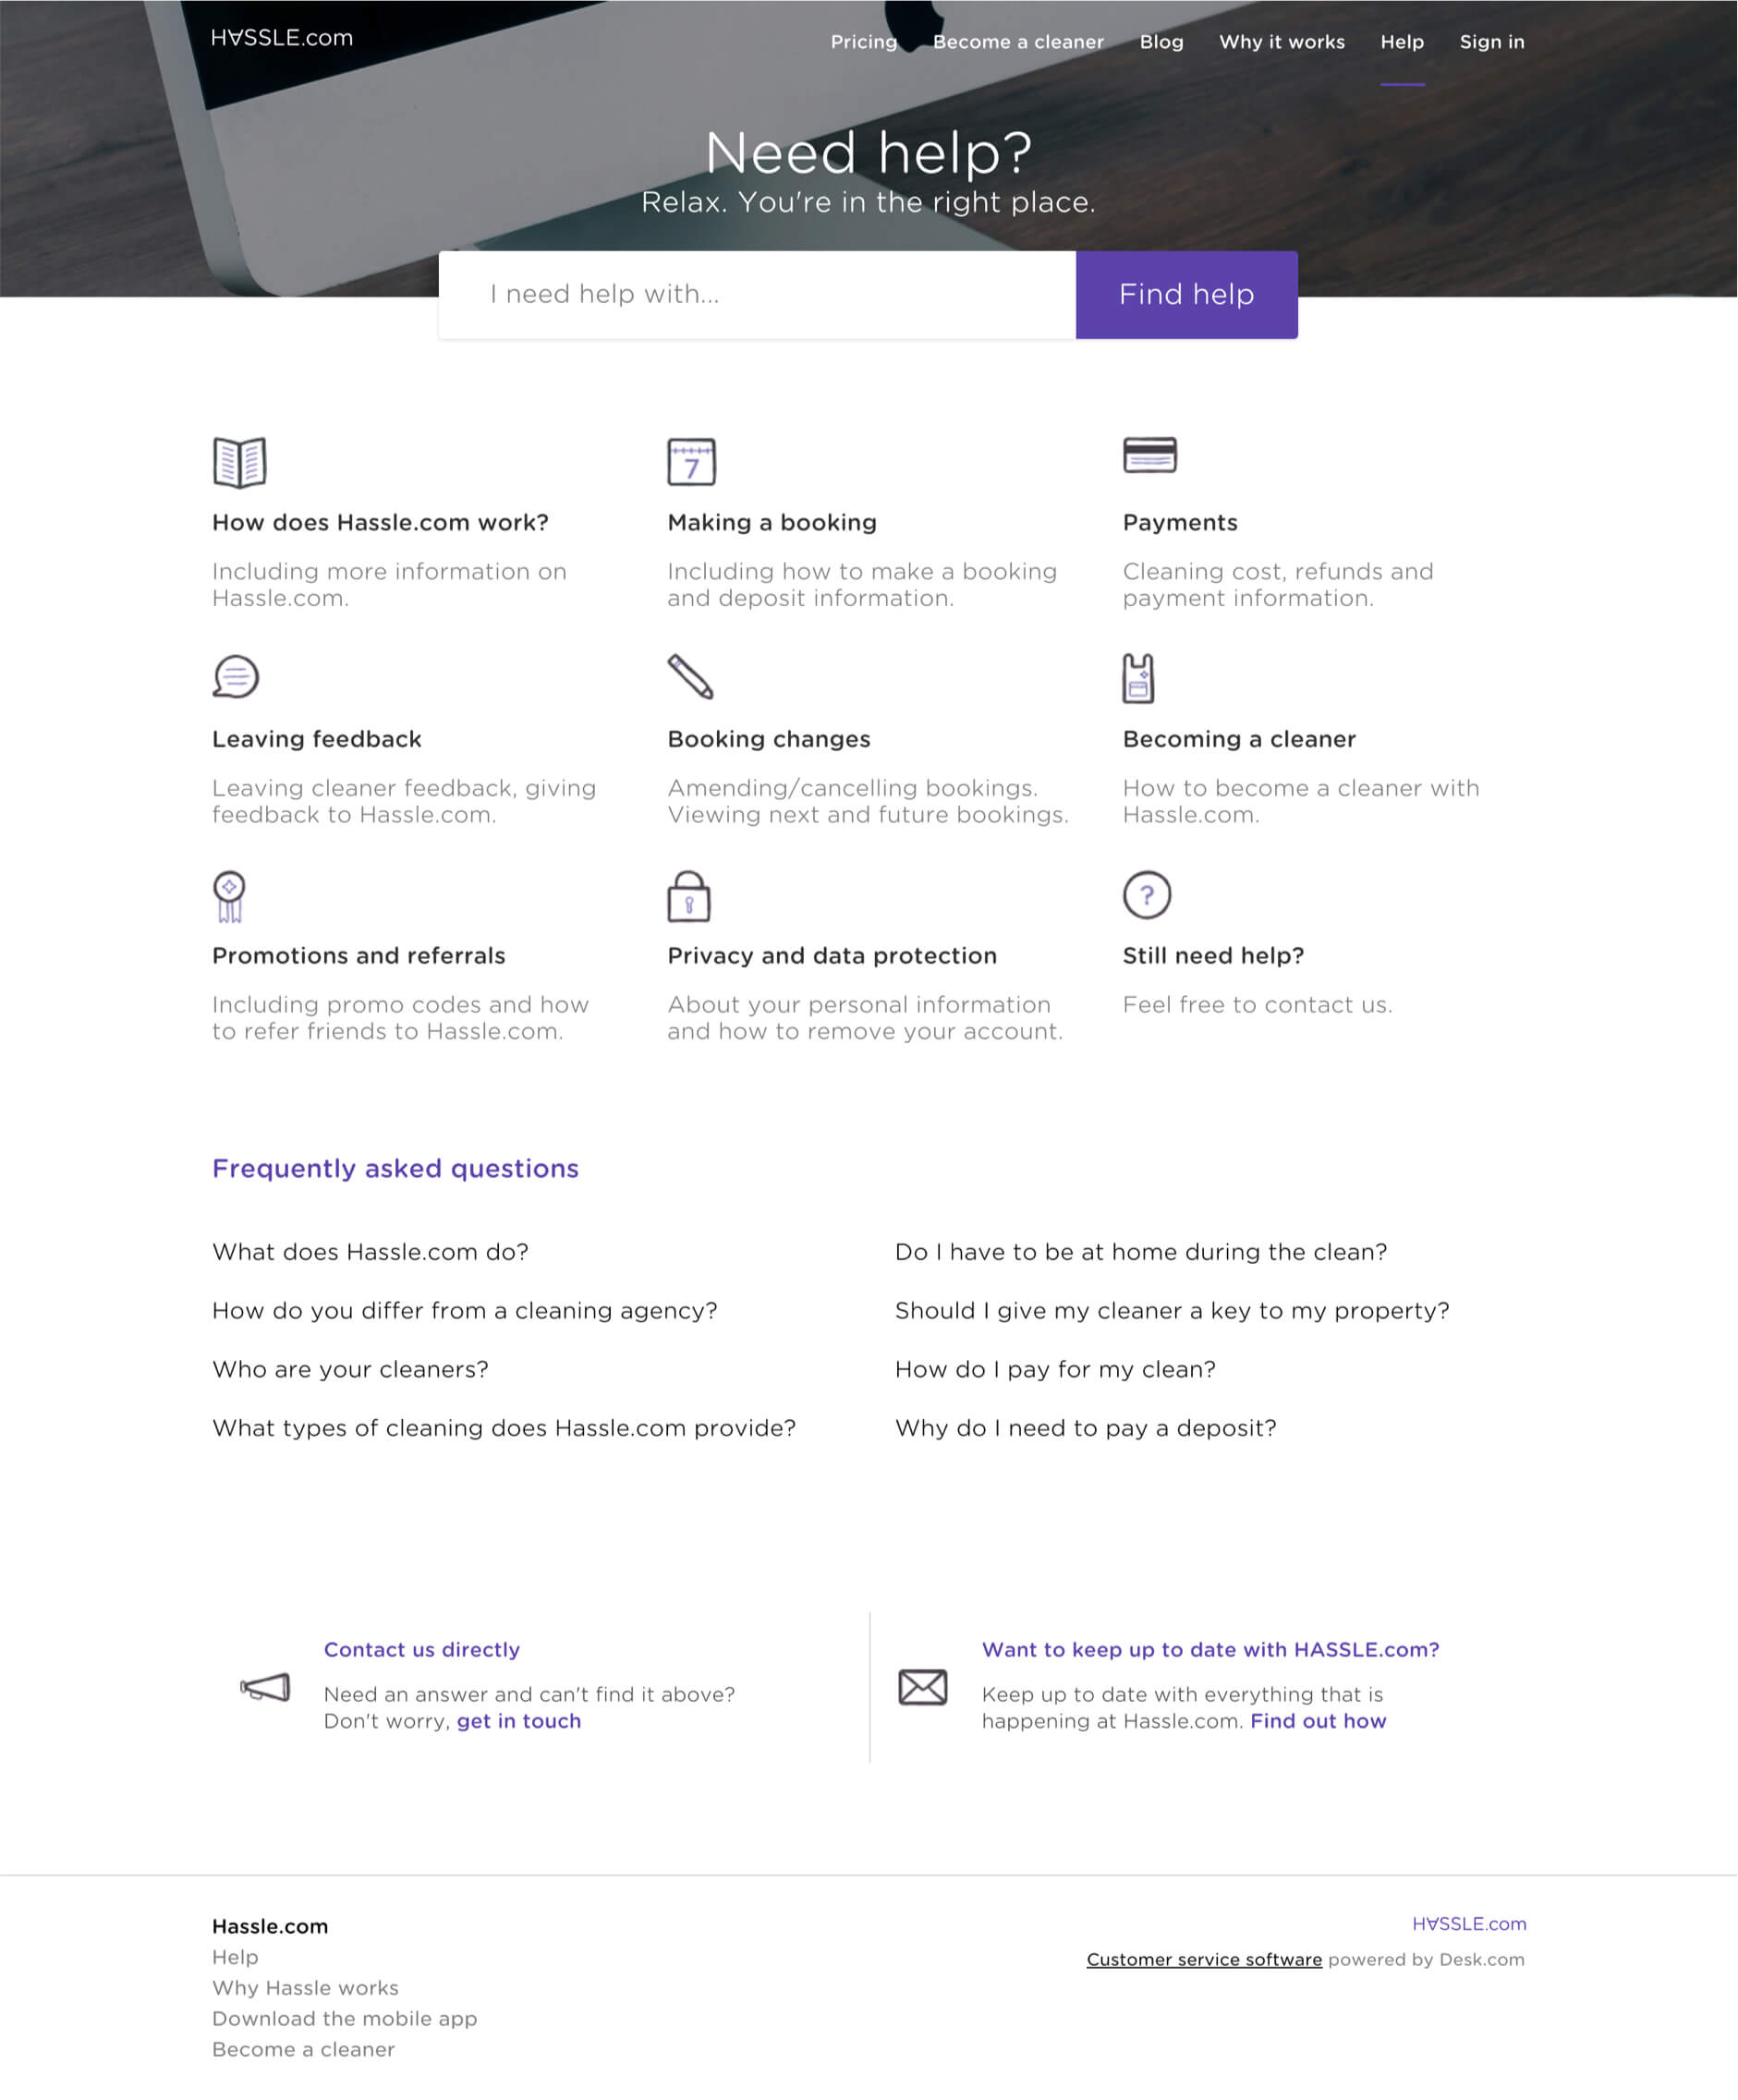 H∀SSLE.com
Pricing Become a cleaner Blog Why it works Help Sign in
Need help?
Relax. You're in the right place.
I need help with...
Find help
7
How does Hassle.com work?
Including more information on
Hassle.com.
Making a booking
Including how to make a booking
and deposit information.
Payments
Cleaning cost, refunds and
payment information.
Leaving feedback
Leaving cleaner feedback, giving
feedback to Hassle.com.
Booking changes
Amending/cancelling bookings.
Viewing next and future bookings.
Becoming a cleaner
How to become a cleaner with
Hassle.com.
?
Promotions and referrals
Including promo codes and how
to refer friends to Hassle.com.
Privacy and data protection
About your personal information
and how to remove your account.
Still need help?
Feel free to contact us.
Frequently asked questions
What does Hassle.com do?
How do you differ from a cleaning agency?
Who are your cleaners?
What types of cleaning does Hassle.com provide?
Do I have to be at home during the clean?
Should I give my cleaner a key to my property?
How do I pay for my clean?
Why do I need to pay a deposit?
Contact us directly
Need an answer and can't find it above?
Don't worry, get in touch
Want to keep up to date with HASSLE.com?
Keep up to date with everything that is
happening at Hassle.com. Find out how
Hassle.com
Help
Why Hassle works
Download the mobile app
Become a cleaner
H∀SSLE.com
Customer service software powered by Desk.com